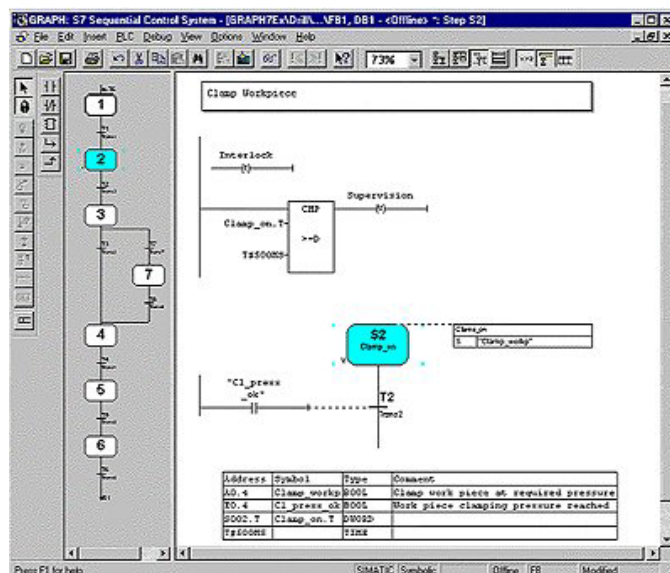 GRAPH: S7 Sequential Control System - [GRAPH7Ex\Drill\...\FB1, DB1 - <Offline> *: Step S2]
File Edit Insert PLC Debug View Options Window Help
73%
1
2
3
7
4
5
6
Clamp Workpiece
Interlock
Supervision
CMP
Clamp_on.T
>=D
T#500MS
S2
Clamp_on
Clamp_on
S "Clamp_workp"
V
"Cl_press
_ok"
T2
Trans2
Address Symbol Type Comment
A0.4 Clamp_workp BOOL Clamp work piece at required pressure
E0.4 Cl_press_ok BOOL Work piece clamping pressure reached
S002.T Clamp_on.T DWORD
T#500MS TIME
Press F1 for help.
SIMATIC Symbolic Offline FB Modified